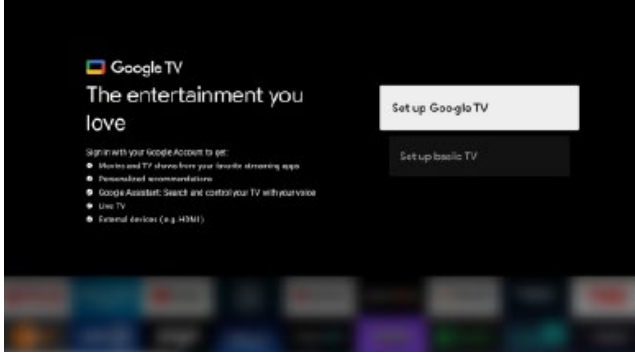 Google TV
The entertainment you
love
Sign in with your Google Account to get:
Movies and TV shows from your favorite streaming apps
Personalized recommendations
Google Assistant: Search and control your TV with your voice
Live TV
External devices (e.g. HDMI)
Set up Google TV
Set up basic TV